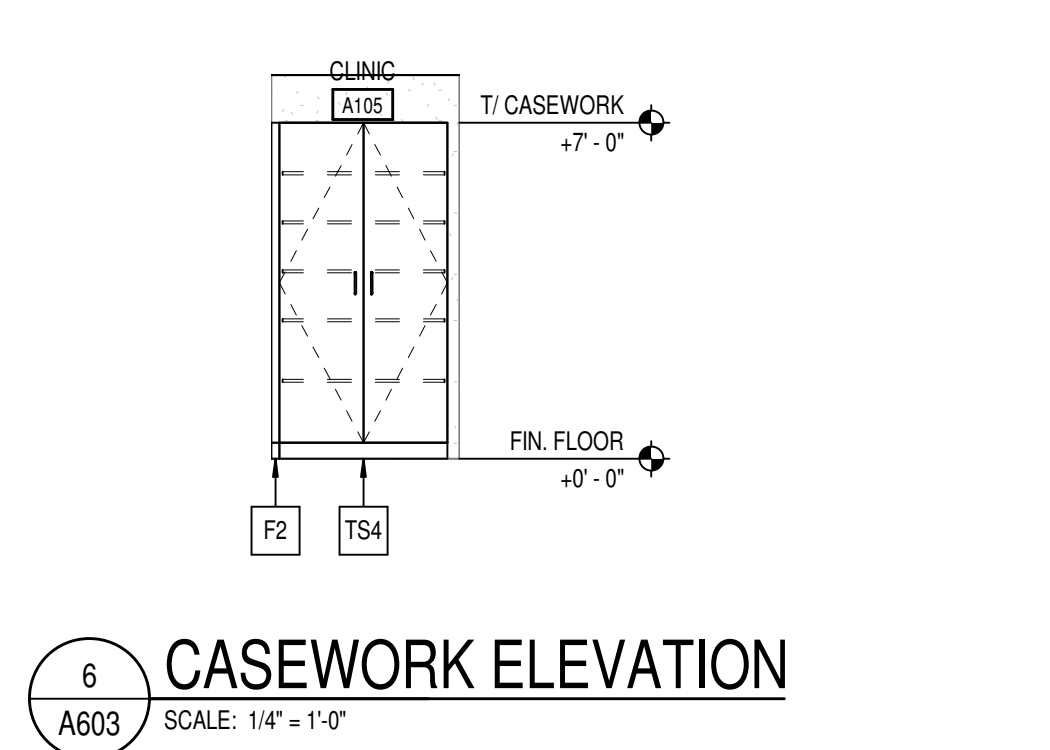 CLINIC
A105
T/ CASEWORK
+7' - 0"
FIN. FLOOR
+0' - 0"
F2
TS4
6
A603
CASEWORK ELEVATION
SCALE: 1/4" = 1'-0"